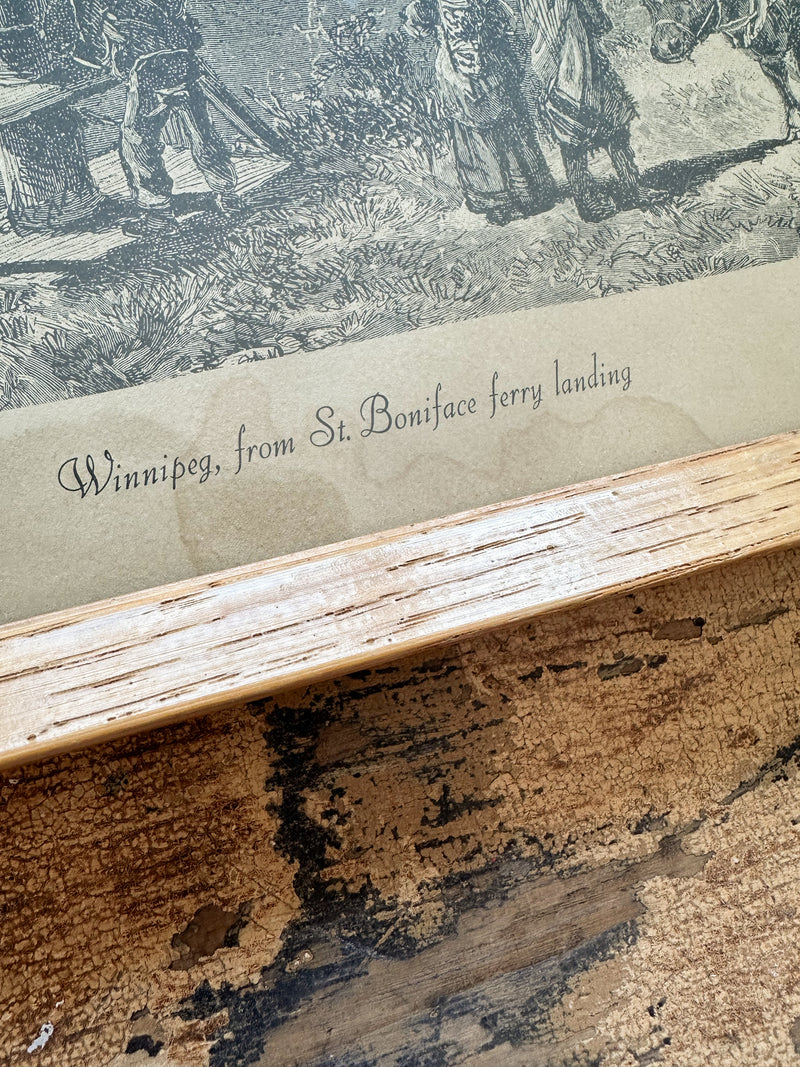 Winnipeg, from St. Boniface ferry landing